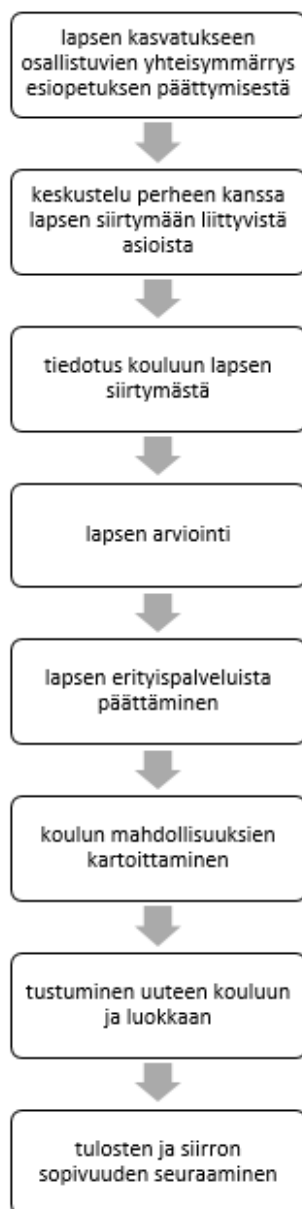 lapsen kasvatukseen
osallistuvien yhteisymmärrys
esiopetuksen päättymisestä
keskustelu perheen kanssa
lapsen siirtymään liittyvistä
asioista
tiedotus kouluun lapsen
siirtymästä
lapsen arviointi
lapsen erityispalveluista
päättäminen
koulun mahdollisuuksien
kartoittaminen
tustuminen uuteen kouluun
ja luokkaan
tulosten ja siirron
sopivuuden seuraaminen